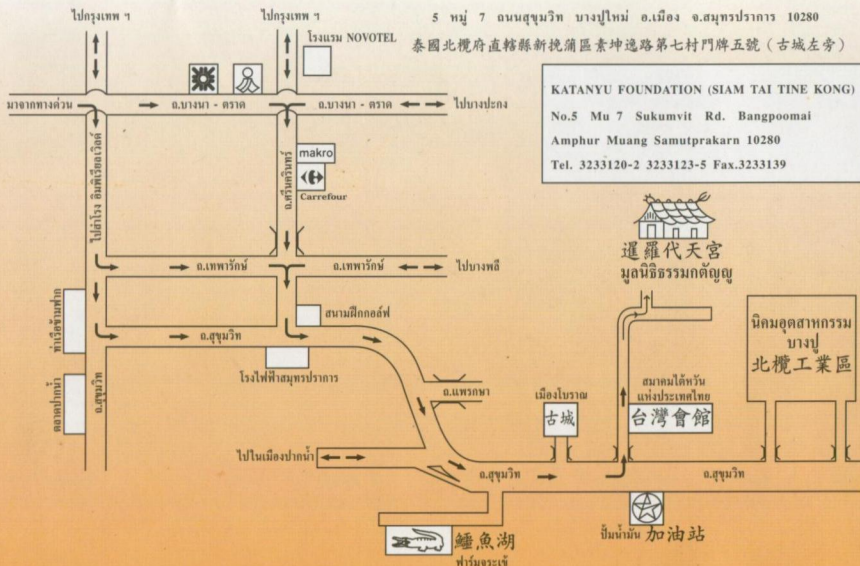 ไปกรุงเทพ ฯ
ไปกรุงเทพ ฯ
5 หมู่ 7 ถนนสุขุมวิท บางปูใหม่ อ.เมือง จ.สมุทรปราการ 10280
泰國北欖府直轄縣新挽蒲區素坤逸路第七村門牌五號（古城左旁）
โรงแรม NOVOTEL
KATANYU FOUNDATION (SIAM TAI TINE KONG)
No.5 Mu 7 Sukumvit Rd. Bangpoomai
Amphur Muang Samutprakarn 10280
Tel. 3233120-2 3233123-5 Fax.3233139
มาจากทางด่วน
ถ.บางนา - ตราด
ถ.บางนา - ตราด
ไปบางปะกง
ไปสำโรง อิมพีเรียลเวิลด์
ถ.ศรีนครินทร์
makro
Carrefour
暹羅代天宮
มูลนิธิธรรมกตัญญู
ถ.เทพารักษ์
ถ.เทพารักษ์
ไปบางพลี
ท่าเรือข้ามฟาก
สนามฝึกกอล์ฟ
ถ.สุขุมวิท
โรงไฟฟ้าสมุทรปราการ
นิคมอุตสาหกรรม
บางปู
北欖工業區
ตลาดปากน้ำ
ถ.สุขุมวิท
ถ.แพรกษา
เมืองโบราณ
古城
สมาคมไต้หวัน
แห่งประเทศไทย
台灣會館
ไปในเมืองปากน้ำ
ถ.สุขุมวิท
ถ.สุขุมวิท
鱷魚湖
ฟาร์มจระเข้
ปั๊มน้ำมัน 加油站